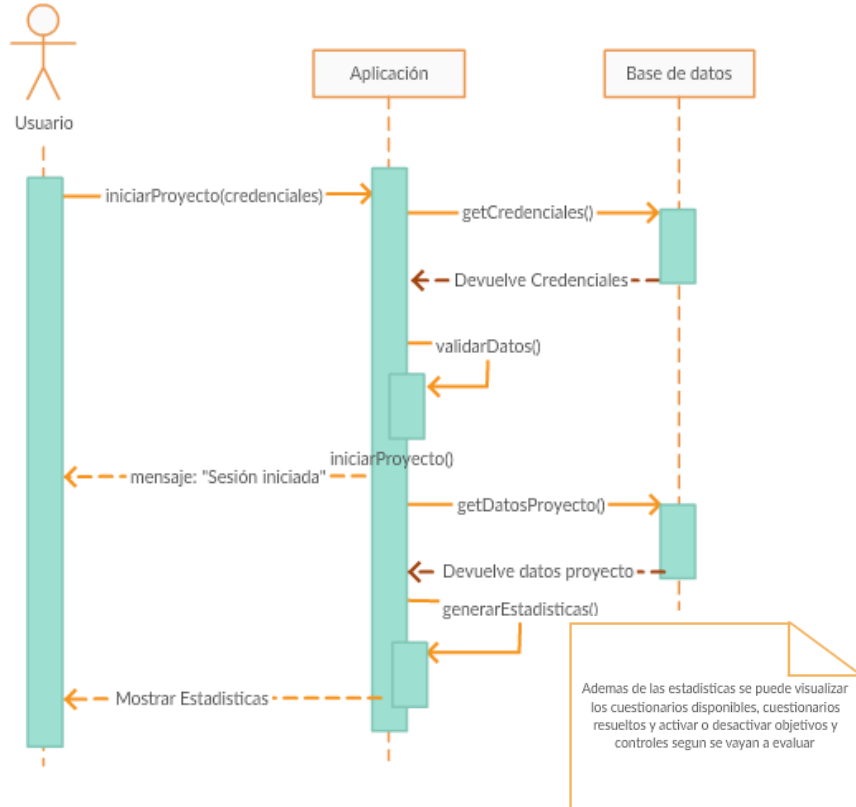 Usuario
Aplicación
Base de datos
iniciarProyecto(credenciales)
getCredenciales()
Devuelve Credenciales
validarDatos()
iniciarProyecto()
mensaje: "Sesión iniciada"
getDatosProyecto()
Devuelve datos proyecto
generarEstadisticas()
Mostrar Estadisticas
Ademas de las estadisticas se puede visualizar
los cuestionarios disponibles, cuestionarios
resueltos y activar o desactivar objetivos y
controles segun se vayan a evaluar